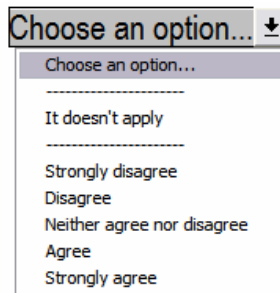 Choose an option...
Choose an option...
----------------------
It doesn't apply
----------------------
Strongly disagree
Disagree
Neither agree nor disagree
Agree
Strongly agree